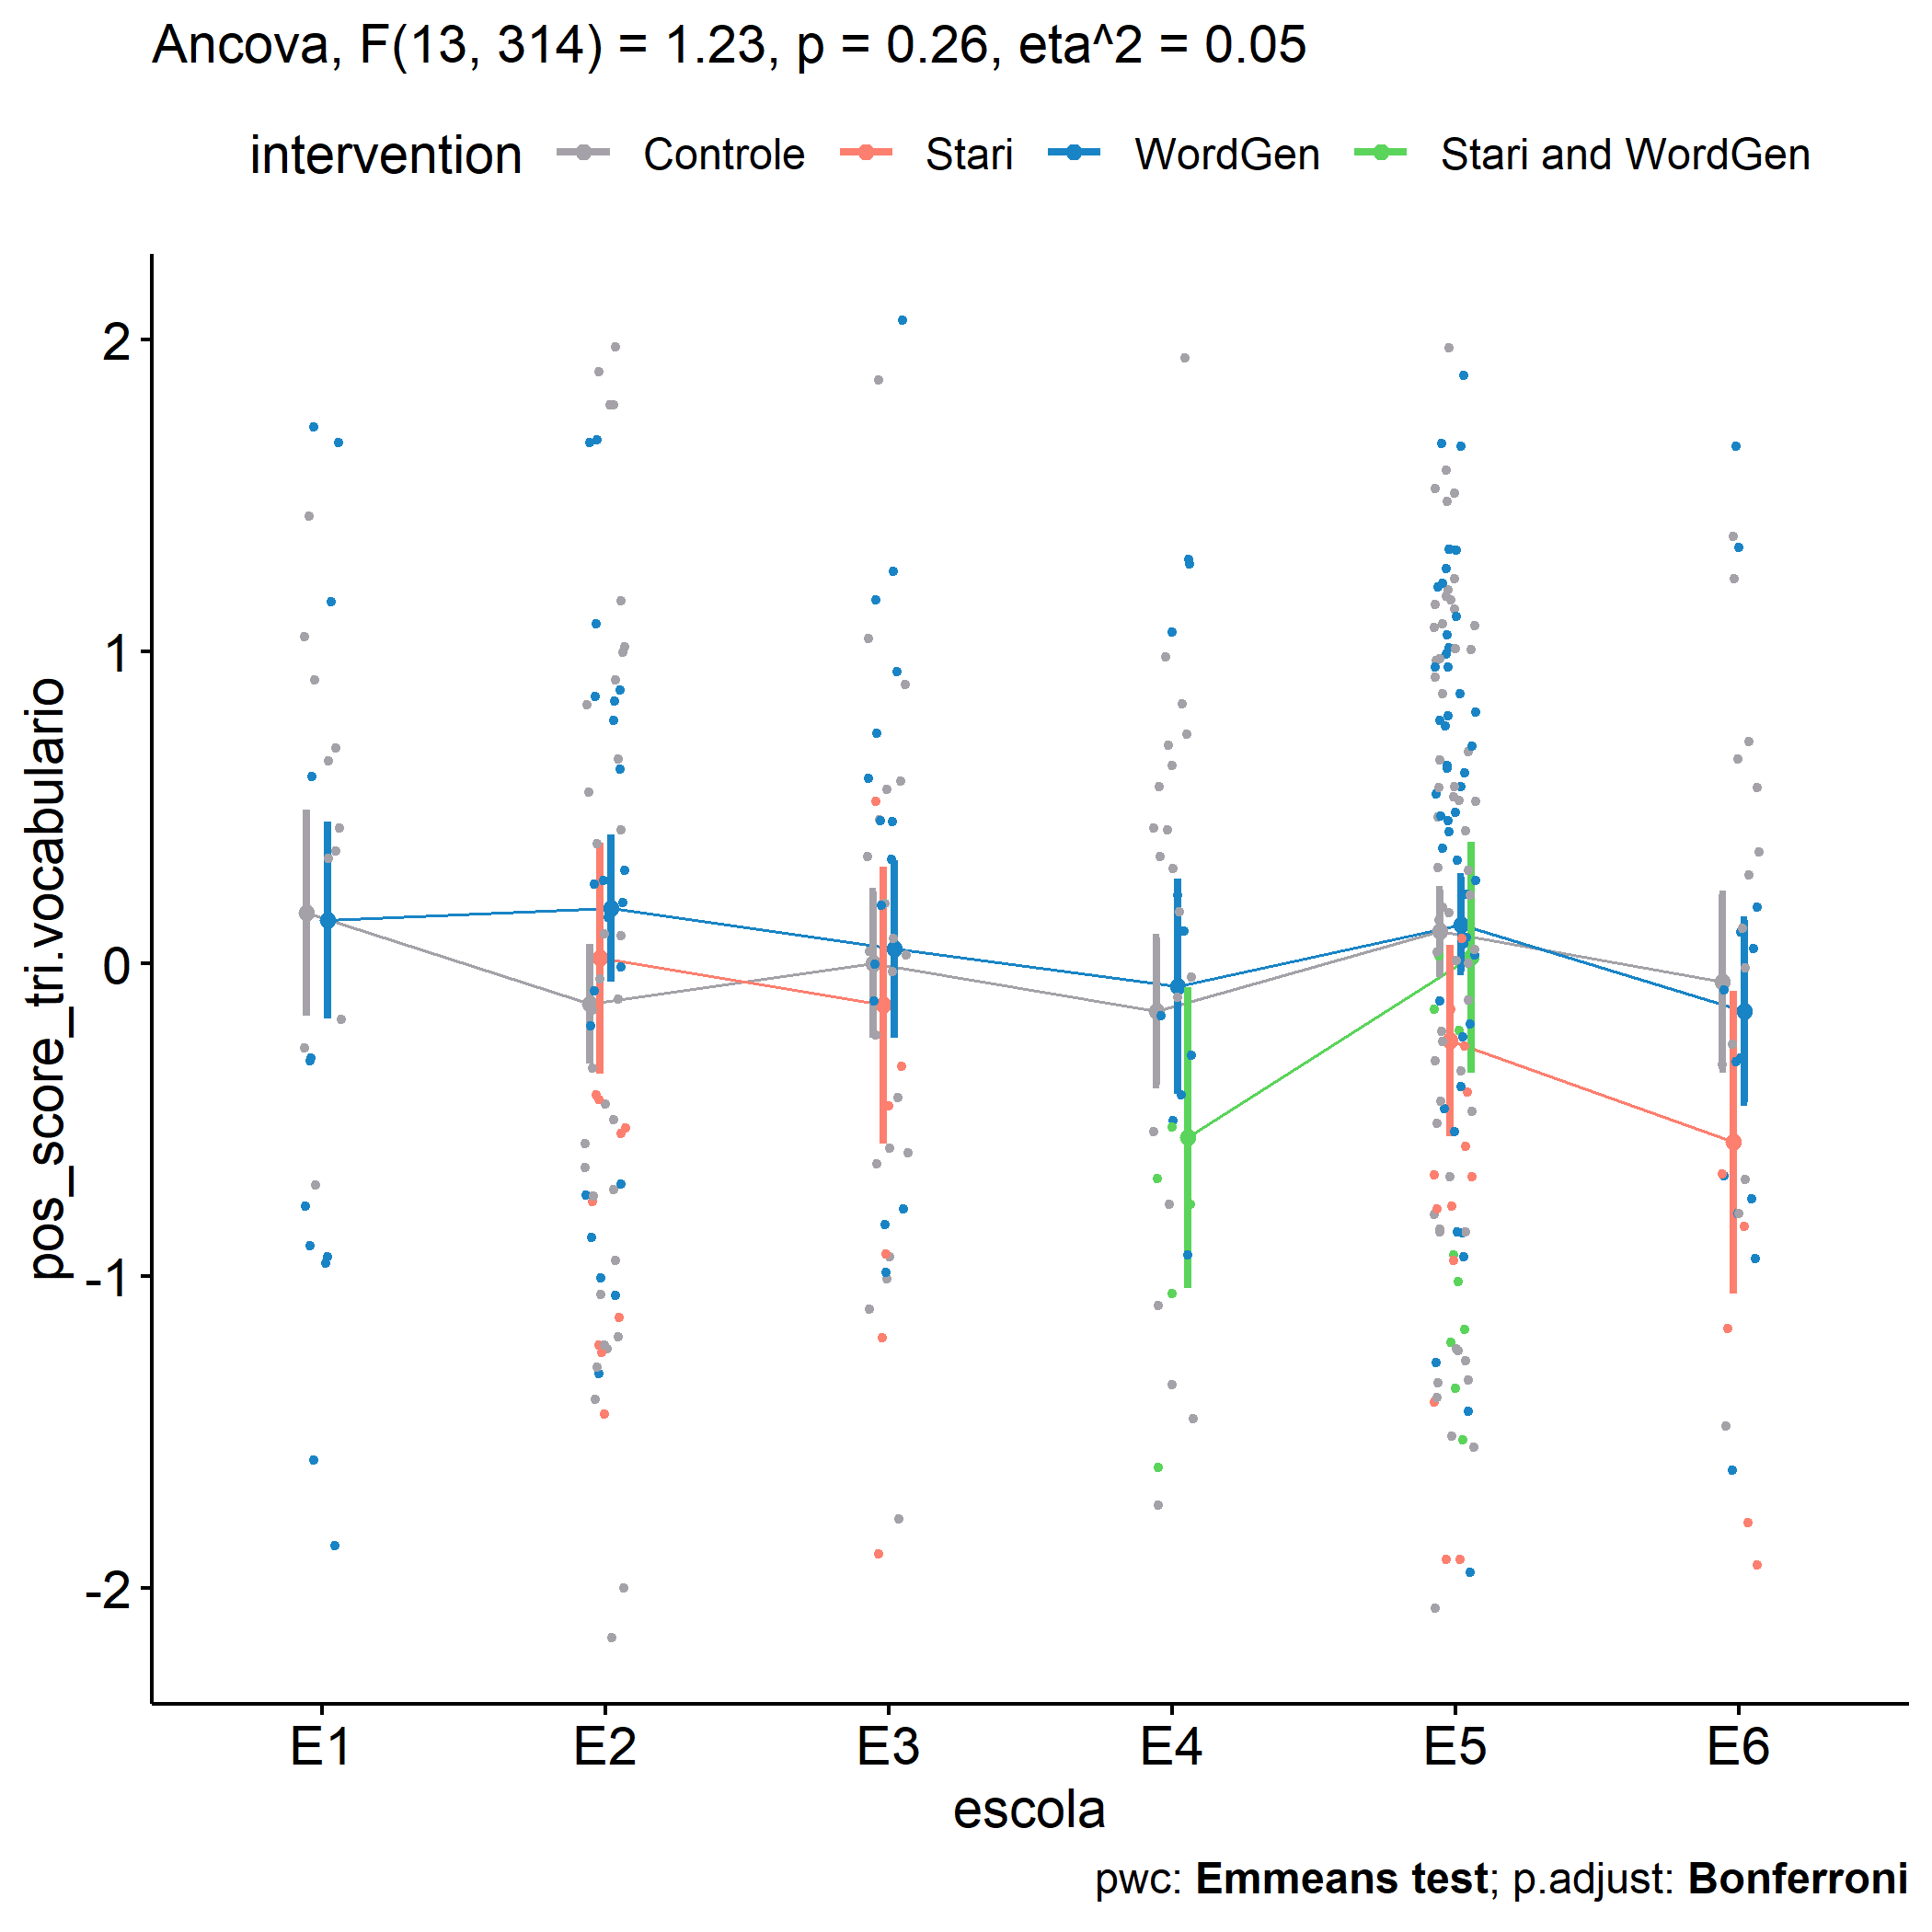 Ancova, F(13, 314) = 1.23, p = 0.26, eta^2 = 0.05
intervention Controle Stari WordGen Stari and WordGen
pos_score_tri.vocabulario
2
1
0
-1
-2
E1 E2 E3 E4 E5 E6
escola
pwc: Emmeans test; p.adjust: Bonferroni